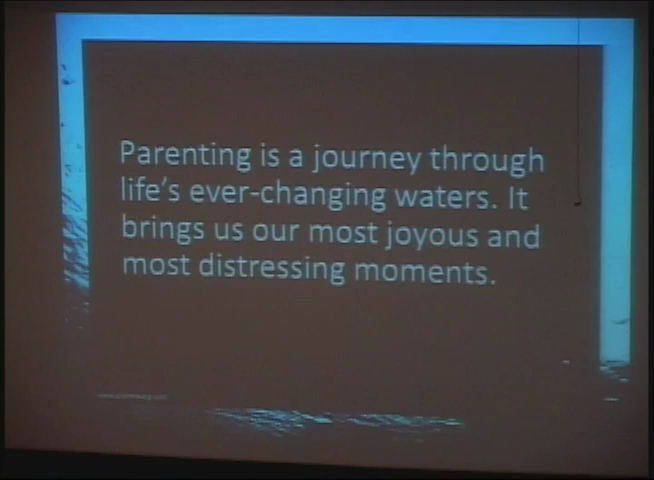 Parenting is a journey through
life's ever-changing waters. It
brings us our most joyous and
most distressing moments.